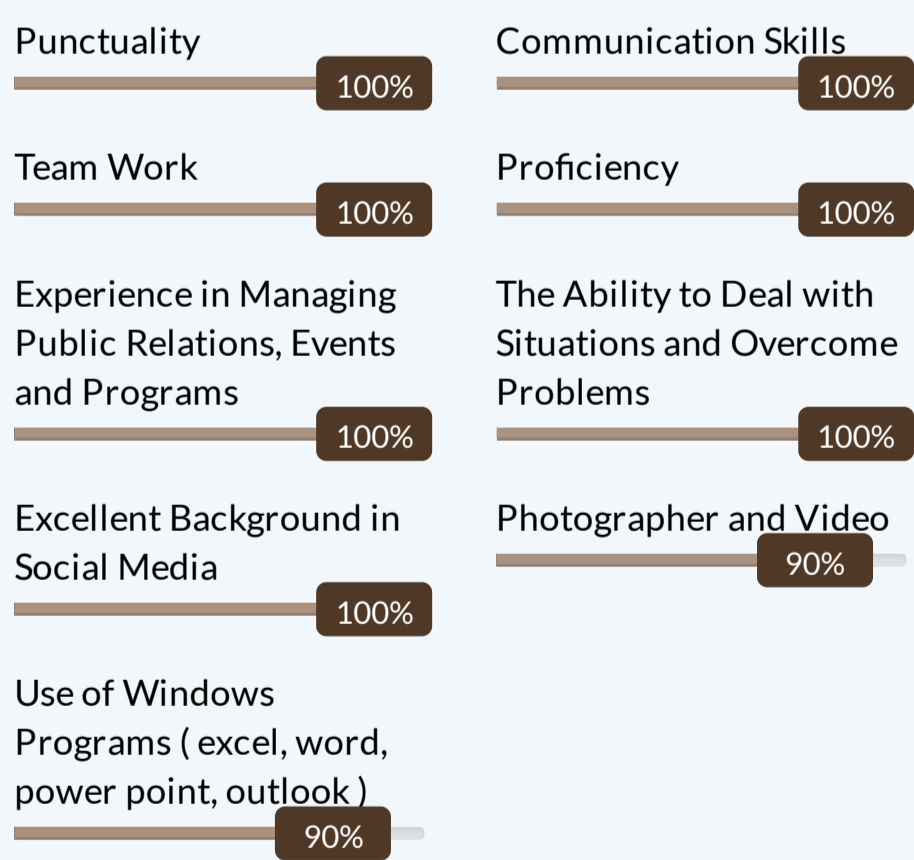 Punctuality
100%
Communication Skills
100%
Team Work
100%
Proficiency
100%
Experience in Managing
Public Relations, Events
and Programs
100%
The Ability to Deal with
Situations and Overcome
Problems
100%
Excellent Background in
Social Media
100%
Photographer and Video
90%
Use of Windows
Programs ( excel, word,
power point, outlook )
90%